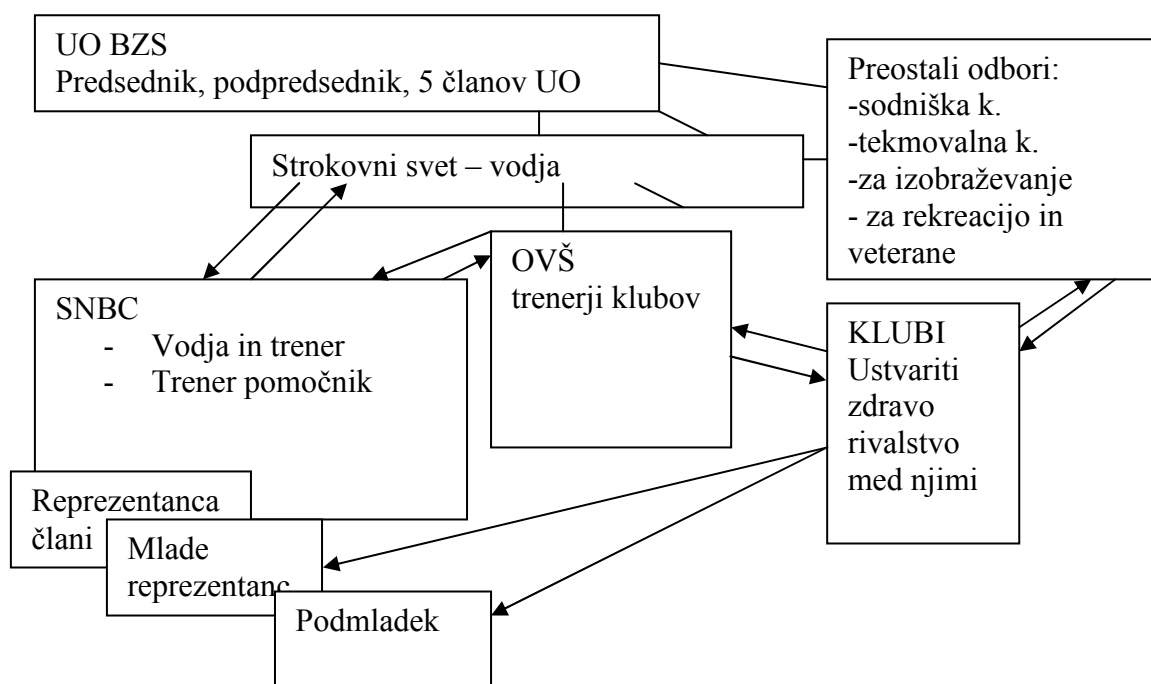 UO BZS
Predsednik, podpredsednik, 5 članov UO
Preostali odbori:
-sodniška k.
-tekmovalna k.
-za izobraževanje
- za rekreacijo in
veterane
Strokovni svet – vodja
OVŠ
trenerji klubov
SNBC
- Vodja in trener
- Trener pomočnik
KLUBI
Ustvariti
zdravo
rivalstvo
med njimi
Reprezentanca
člani
Mlade
reprezentanc
Podmladek